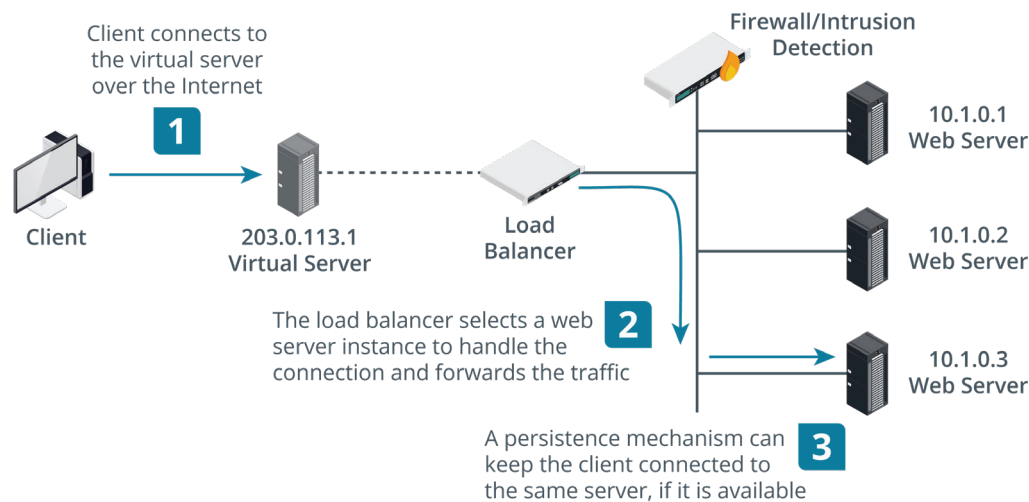 Client connects to
the virtual server
over the Internet
1
Client
203.0.113.1
Virtual Server
Load
Balancer
Firewall/Intrusion
Detection
10.1.0.1
Web Server
10.1.0.2
Web Server
10.1.0.3
Web Server
The load balancer selects a web
server instance to handle the
connection and forwards the traffic
2
A persistence mechanism can
keep the client connected to
the same server, if it is available
3